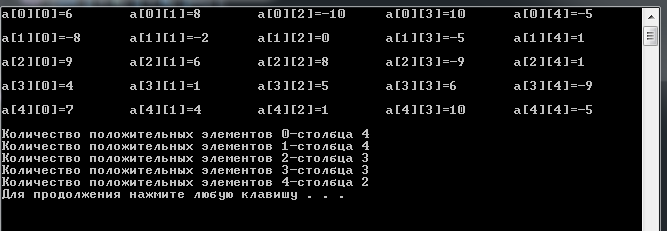 a[0][0]=6 a[0][1]=8 a[0][2]=-10 a[0][3]=10 a[0][4]=-5
a[1][0]=-8 a[1][1]=-2 a[1][2]=0 a[1][3]=-5 a[1][4]=1
a[2][0]=9 a[2][1]=6 a[2][2]=8 a[2][3]=-9 a[2][4]=1
a[3][0]=4 a[3][1]=1 a[3][2]=5 a[3][3]=6 a[3][4]=-9
a[4][0]=7 a[4][1]=4 a[4][2]=1 a[4][3]=10 a[4][4]=-5
Количество положительных элементов 0-столбца 4
Количество положительных элементов 1-столбца 4
Количество положительных элементов 2-столбца 3
Количество положительных элементов 3-столбца 3
Количество положительных элементов 4-столбца 2
Для продолжения нажмите любую клавишу . . .